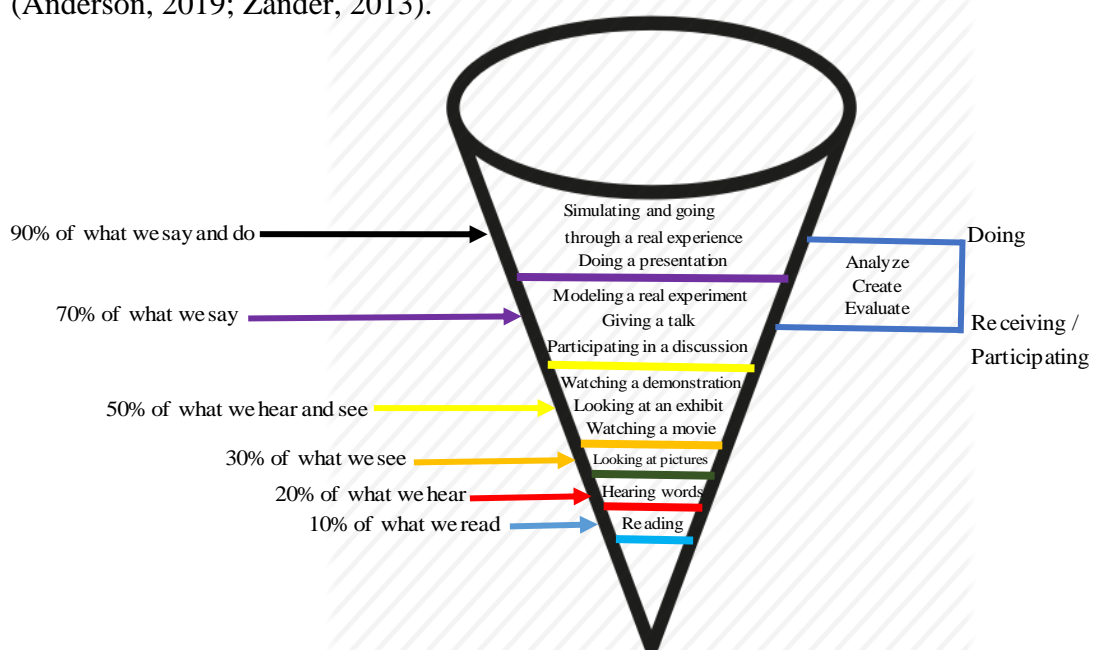 (Anderson, 2019; Zander, 2013).
Simulating and going
through a real experience
Doing a presentation
90% of what we say and do
Doing
Analyze
Create
Evaluate
Modeling a real experiment
Giving a talk
Participating in a discussion
70% of what we say
Receiving /
Participating
Watching a demonstration
Looking at an exhibit
Watching a movie
50% of what we hear and see
Looking at pictures
30% of what we see
Hearing words
20% of what we hear
Reading
10% of what we read